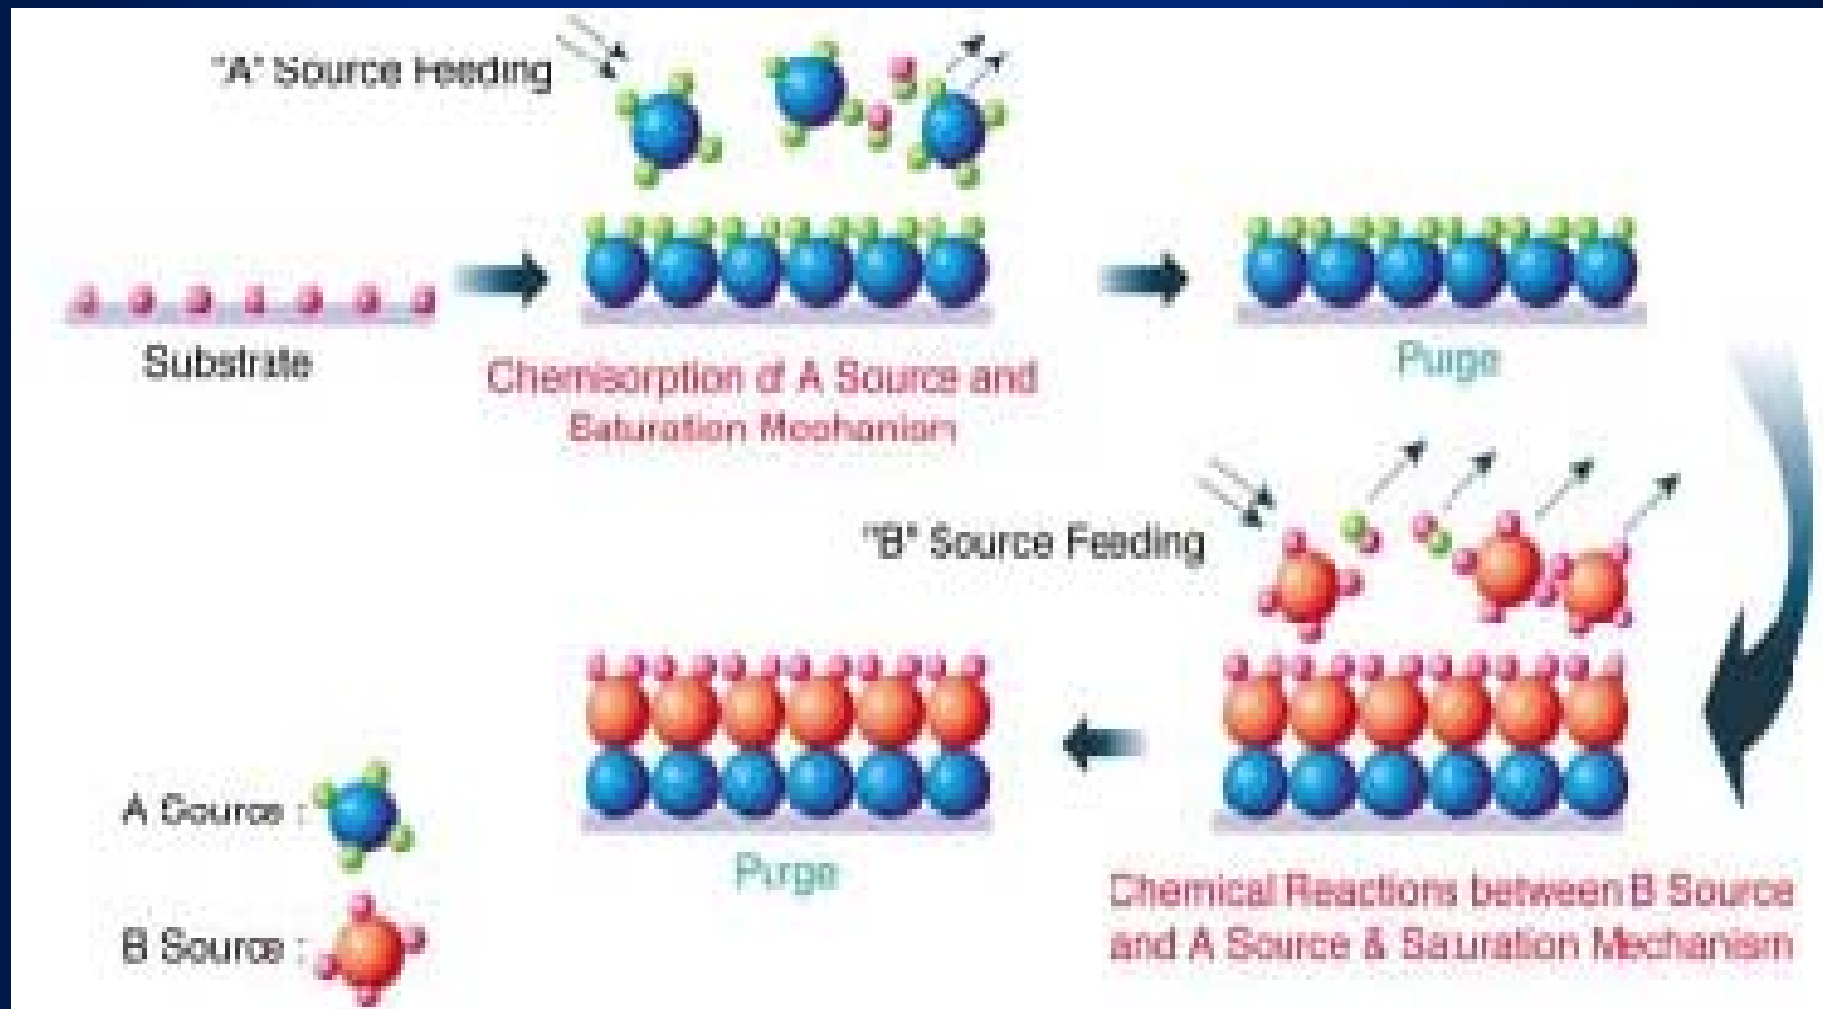 "A" Source Feeding
Substrate
Chemisorption of A Source and
Saturation Mechanism
Purge
"B" Source Feeding
Purge
Chemical Reactions between B Source
and A Source & Saturation Mechanism
A Source :
B Source :